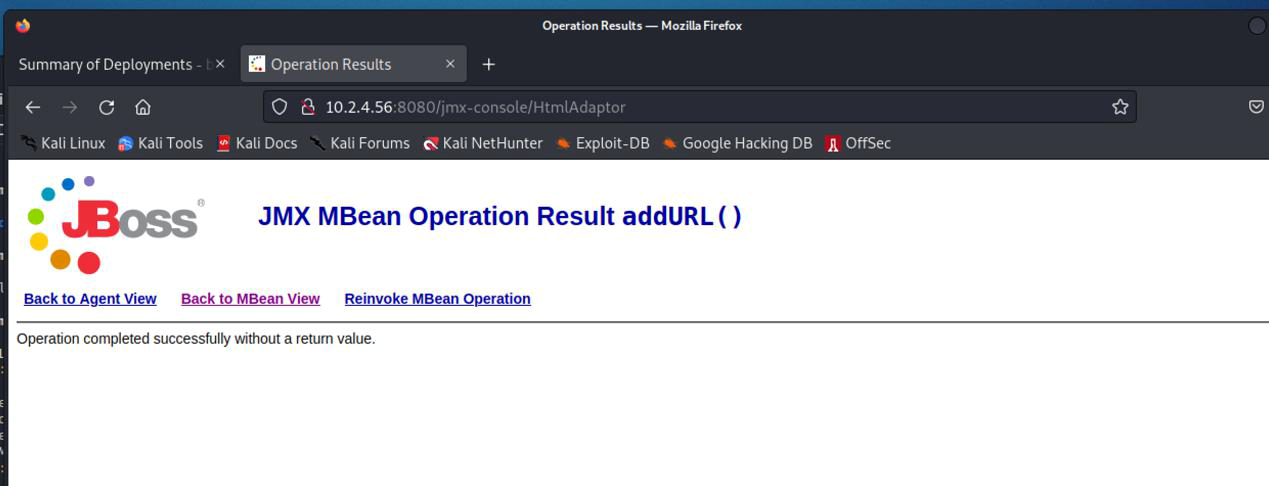 Operation Results — Mozilla Firefox
Summary of Deployments -
Operation Results
10.2.4.56:8080/jmx-console/HtmlAdaptor
Kali Linux Kali Tools Kali Docs Kali Forums Kali NetHunter Exploit-DB Google Hacking DB OffSec
JBoss® JMX MBean Operation Result addURL()
Back to Agent View Back to MBean View Reinvoke MBean Operation
Operation completed successfully without a return value.